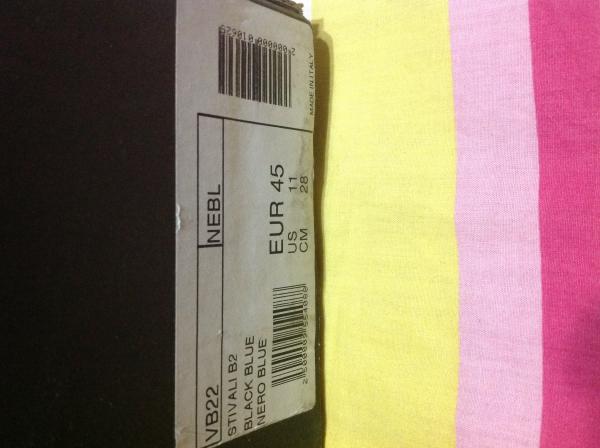 VB22 NEBL
STIVALI B2
BLACK BLUE
NERO BLUE
EUR 45
US 11
CM 28
MADE IN ITALY